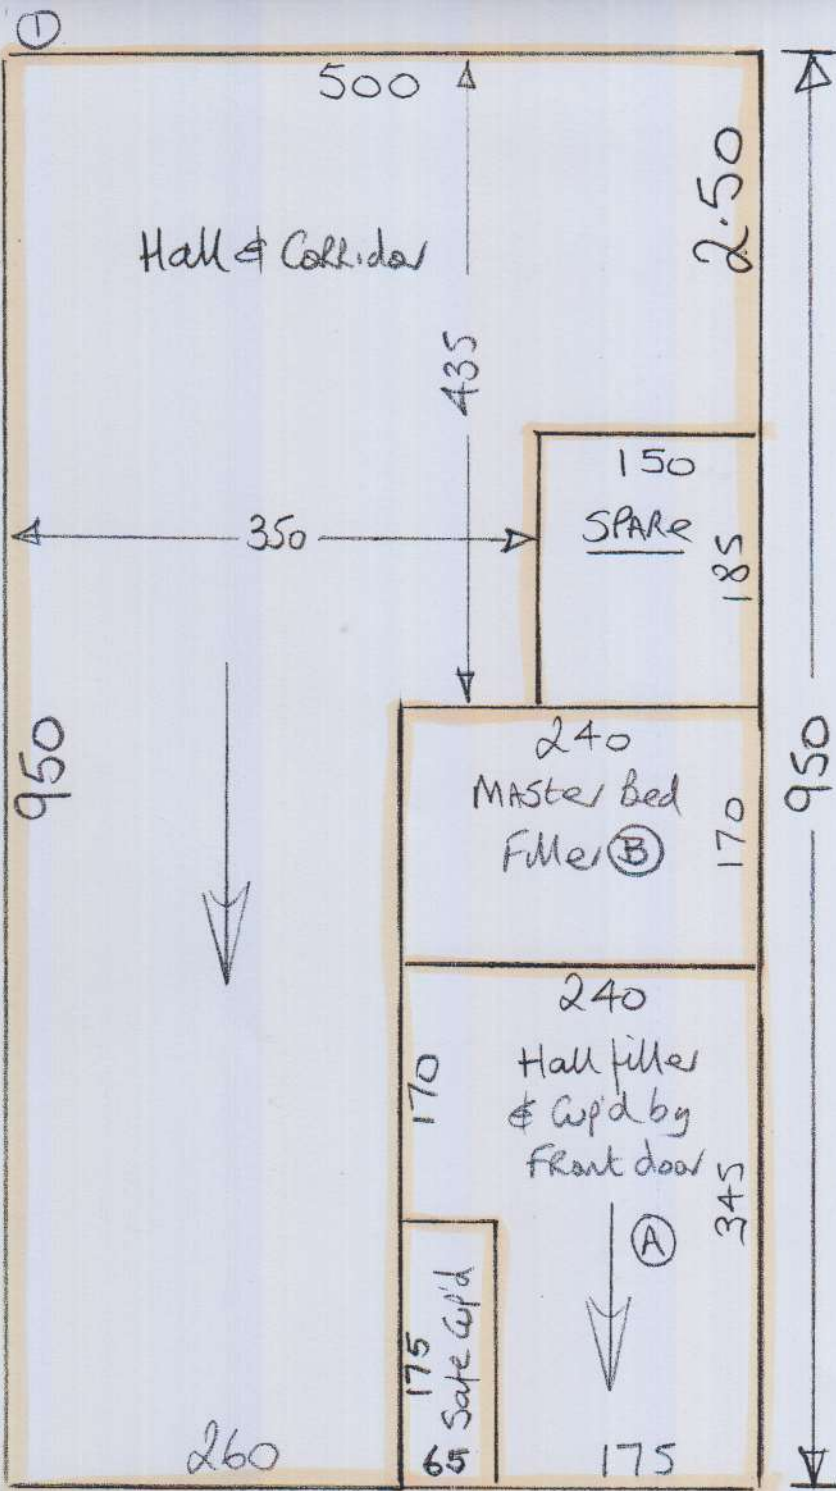 ①
500
Hall & Corridor
2.50
435
150
SPARe
185
350
950
950
240
MASter Bed
Filler Ⓑ
170
240
Hall filler
& Cup'd by
FRont door
170
345
Ⓐ
175
Safe Cup'd
65
260
175